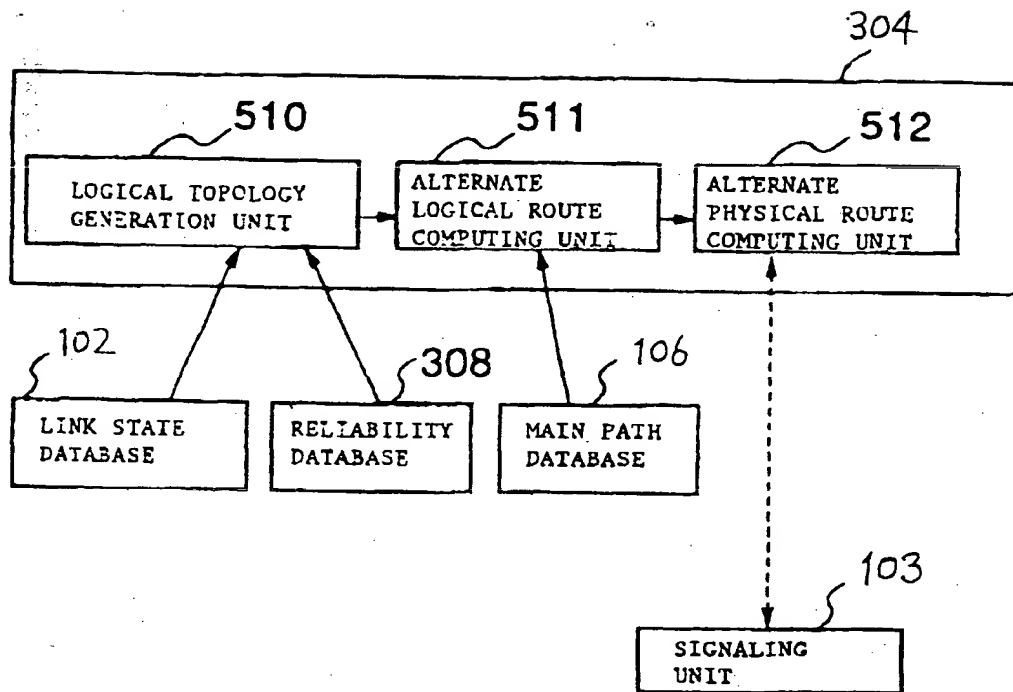 304
510
511
512
LOGICAL TOPOLOGY
GENERATION UNIT
ALTERNATE
LOGICAL ROUTE
COMPUTING UNIT
ALTERNATE
PHYSICAL ROUTE
COMPUTING UNIT
102
308
106
LINK STATE
DATABASE
RELIABILITY
DATABASE
MAIN PATH
DATABASE
103
SIGNALING
UNIT